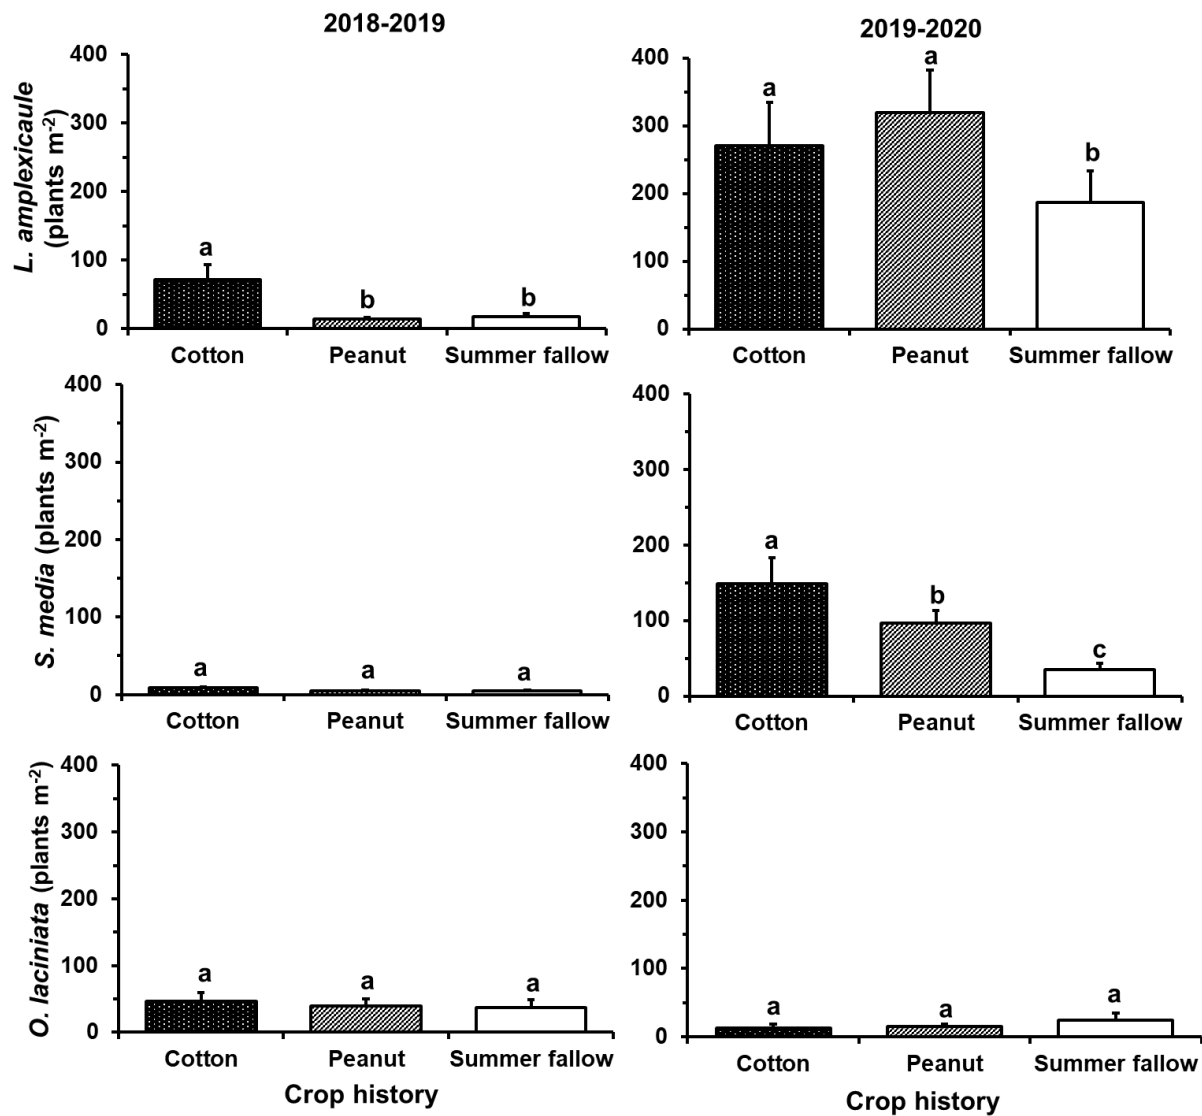 2018-2019
2019-2020
L. amplexicaule
(plants m-2)
400
300
200
100
0
a
b
b
Cotton Peanut Summer fallow
400
300
200
100
0
a
a
b
Cotton Peanut Summer fallow
S. media (plants m-2)
400
300
200
100
0
a
a
a
Cotton Peanut Summer fallow
400
300
200
100
0
a
b
c
Cotton Peanut Summer fallow
O. laciniata (plants m-2)
400
300
200
100
0
a
a
a
Cotton Peanut Summer fallow
Crop history
400
300
200
100
0
a
a
a
Cotton Peanut Summer fallow
Crop history